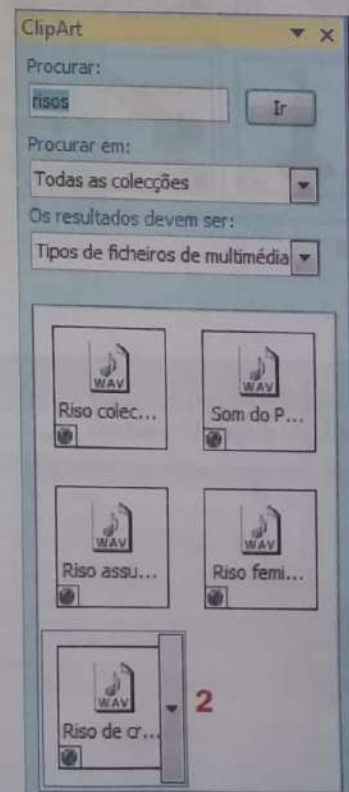 ClipArt
Procurar:
risos
Ir
Procurar em:
Todas as colecções
Os resultados devem ser:
Tipos de ficheiros de multimédia
WAV
WAV
Riso colec...
Som do P...
WAV
WAV
Riso assu...
Riso femi...
WAV
Riso de cr...
2